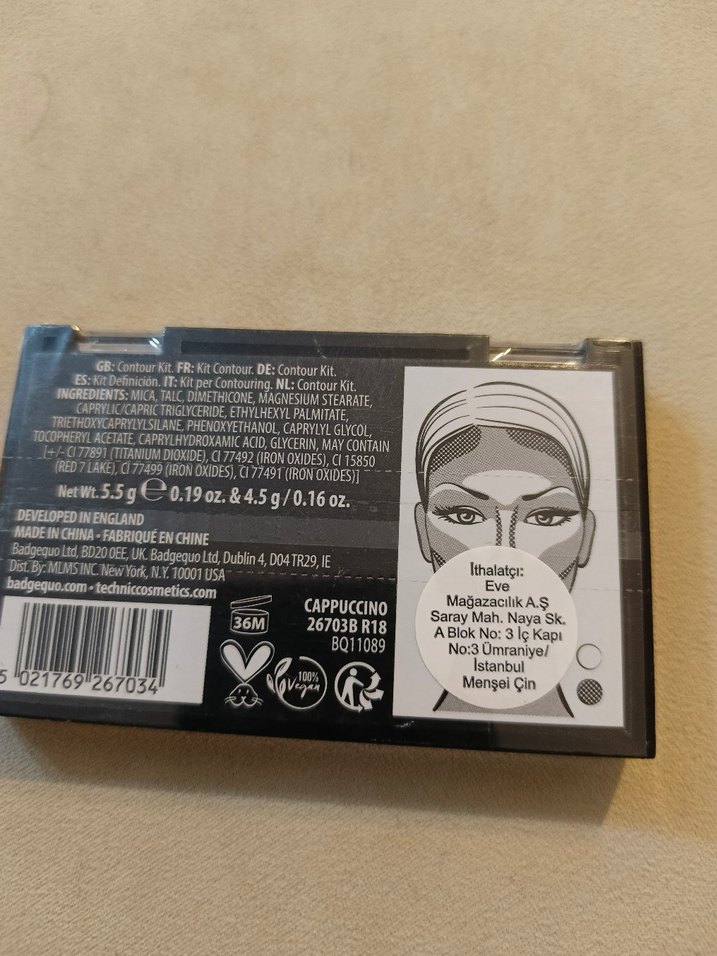 GB: Contour Kit. FR: Kit Contour. DE: Contour Kit.
ES: Kit Definición. IT: Kit per Contouring. NL: Contour Kit.
INGREDIENTS: MICA, TALC, DIMETHICONE, MAGNESIUM STEARATE,
CAPRYLIC/CAPRIC TRIGLYCERIDE, ETHYLHEXYL PALMITATE,
TRIETHOXYCAPRYLYLSILANE, PHENOXYETHANOL, CAPRYLYL GLYCOL,
TOCOPHERYL ACETATE, CAPRYLHYDROXAMIC ACID, GLYCERIN, MAY CONTAIN
[+/- CI 77891 (TITANIUM DIOXIDE), CI 77492 (IRON OXIDES), CI 15850
(RED 7 LAKE), CI 77499 (IRON OXIDES), CI 77491 (IRON OXIDES)]
Net Wt. 5.5 g ℮ 0.19 oz. & 4.5 g / 0.16 oz.
DEVELOPED IN ENGLAND
MADE IN CHINA • FABRIQUÉ EN CHINE
Badgequo Ltd, BD20 0EE, UK. Badgequo Ltd, Dublin 4, D04 TR29, IE
Dist. By: MLMS INC. New York, N.Y. 10001 USA
badgequo.com • techniccosmetics.com
5 021769 267034
36M
100%
Vegan
CAPPUCCINO
26703B R18
BQ11089
İthalatçı:
Eve
Mağazacılık A.Ş
Saray Mah. Naya Sk.
A Blok No: 3 İç Kapı
No:3 Ümraniye/
İstanbul
Menşei Çin